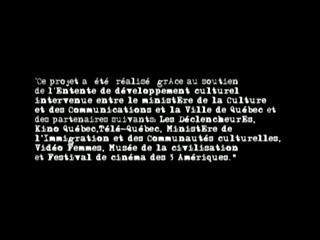 "Ce projet a été réalisé grÂce au soutien
de l'Entente de développement culturel
intervenue entre le ministEre de la Culture
et des Communications et la Ville de Québec et
des partenaires suivants: Les DéclencheurEs,
Kino Québec,Télé-Québec, MinistEre de
l'Immigration et des Communautés culturelles,
Vidéo Femmes, Musée de la civilisation
et Festival de cinéma des 3 Amériques."